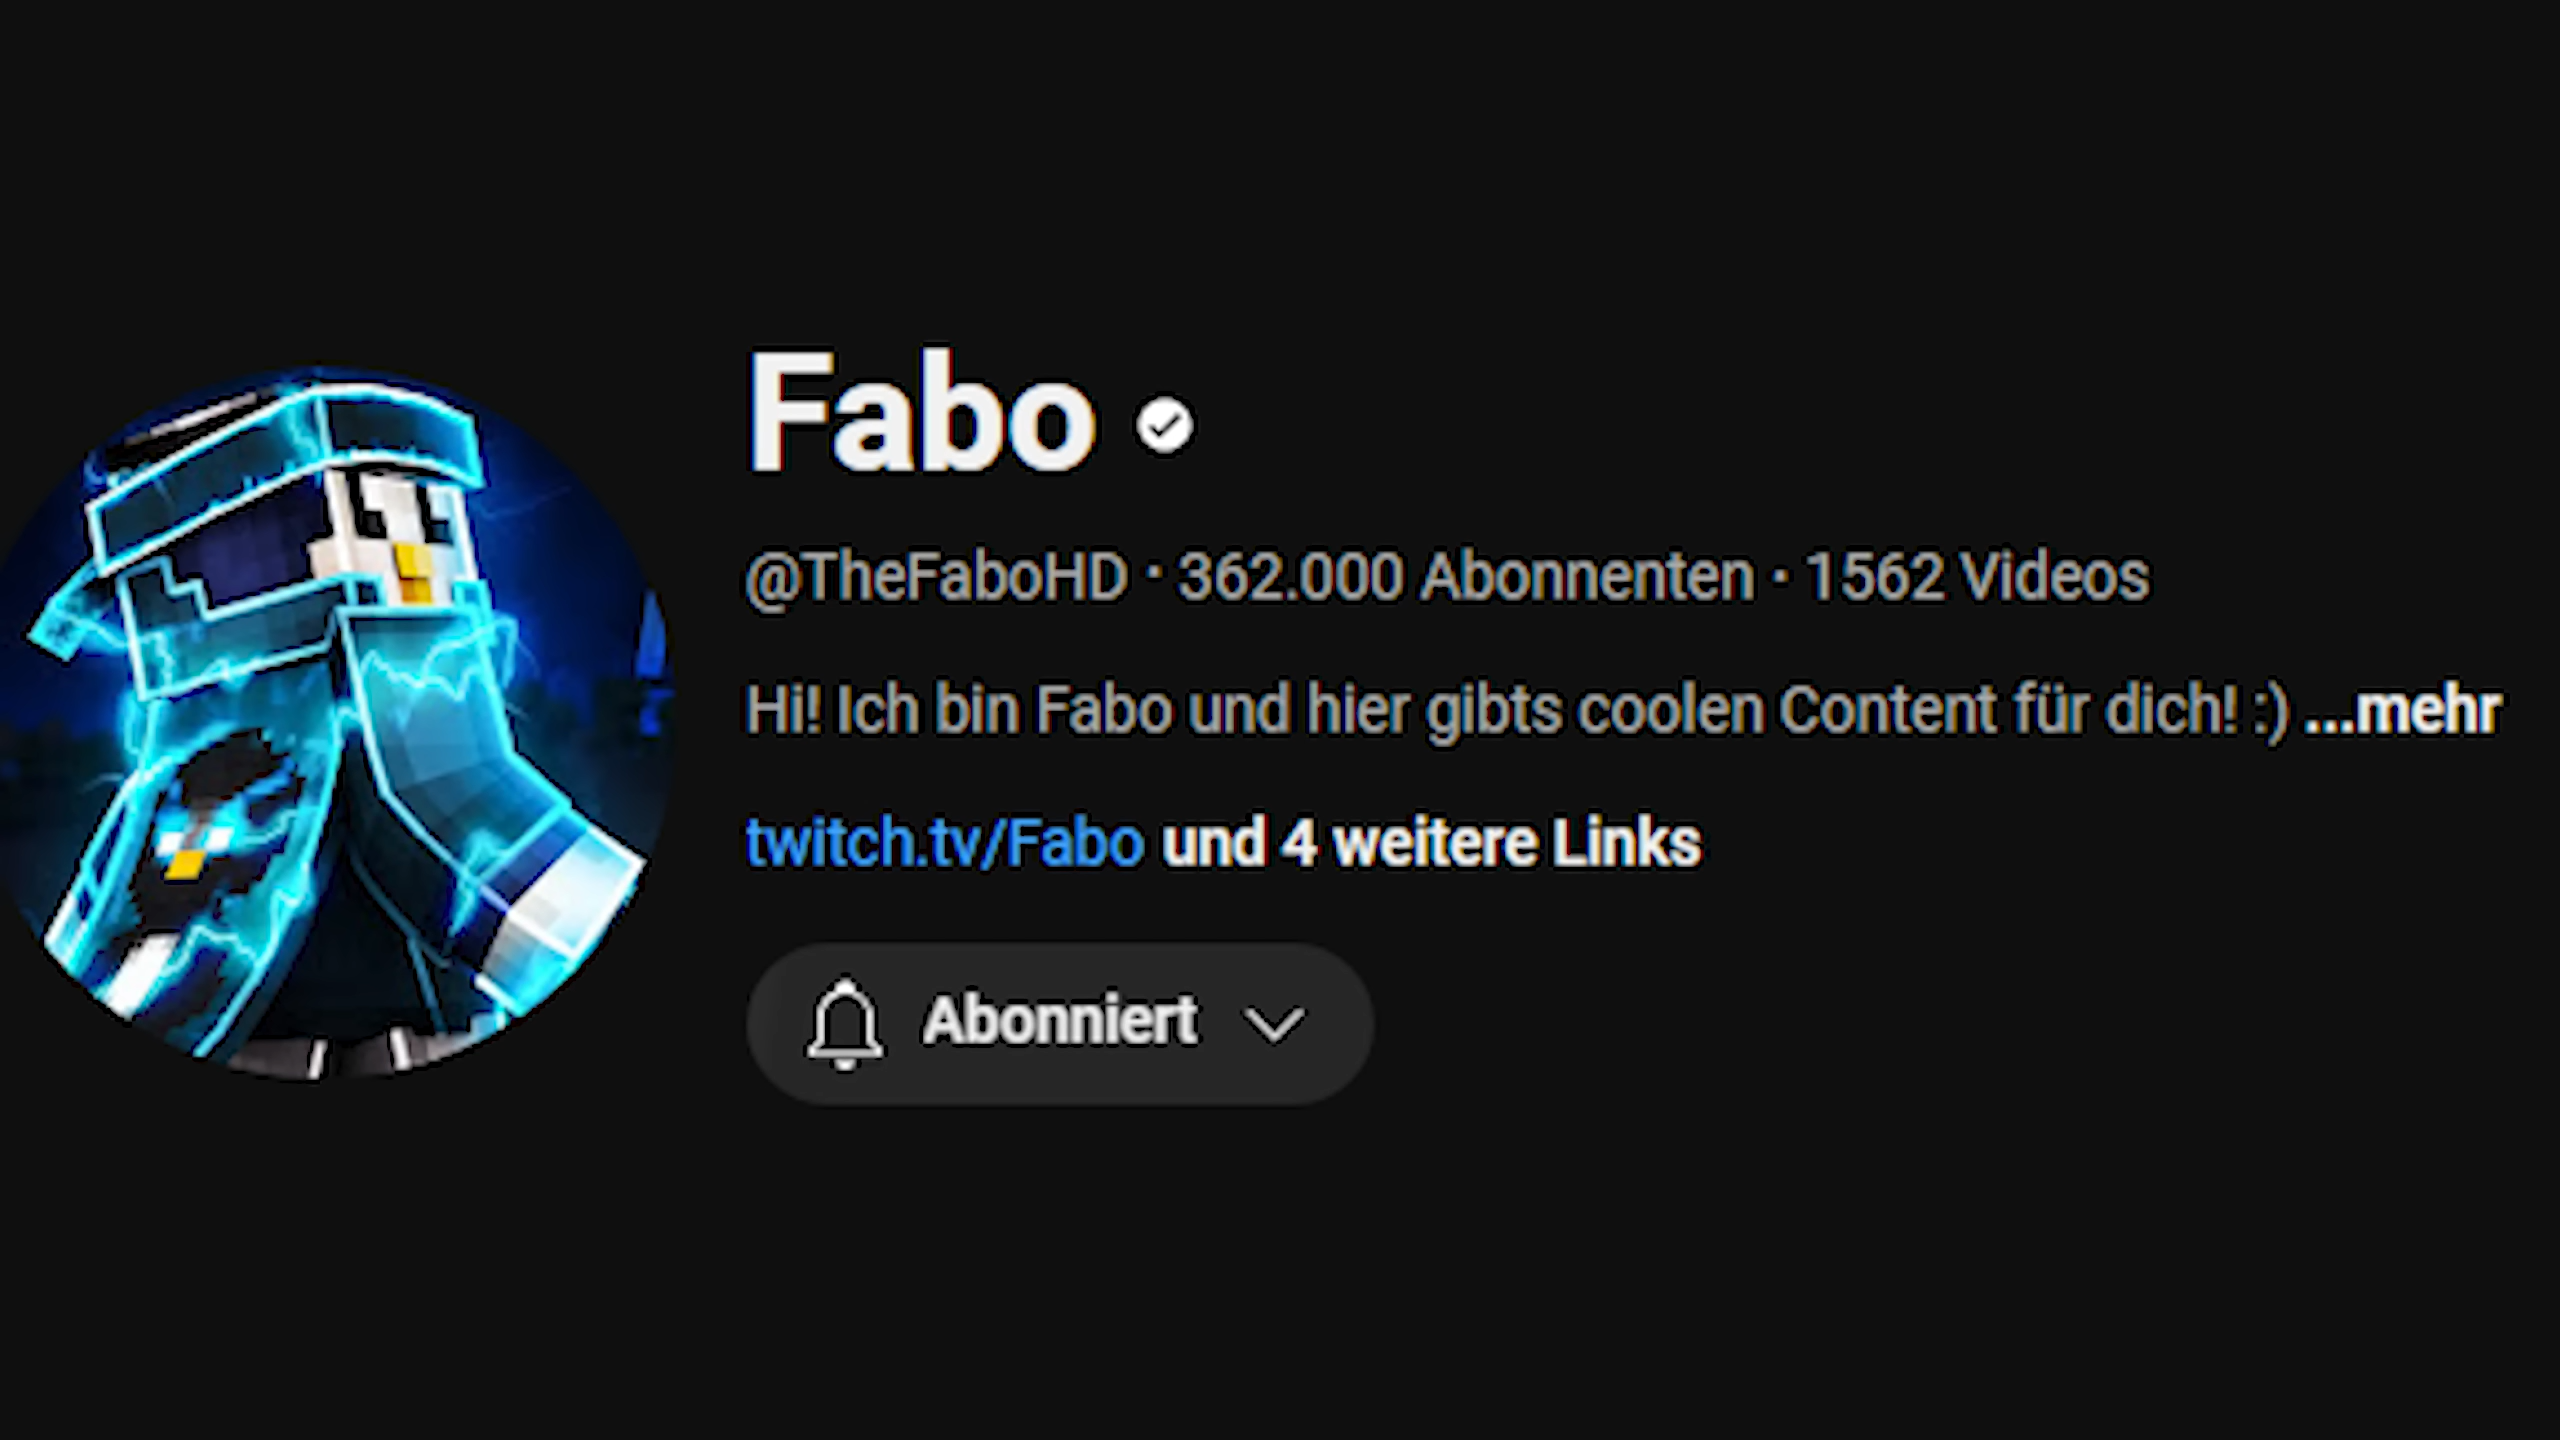 Fabo
@TheFaboHD · 362.000 Abonnenten · 1562 Videos
Hi! Ich bin Fabo und hier gibts coolen Content für dich! :) ...mehr
twitch.tv/Fabo und 4 weitere Links
Abonniert